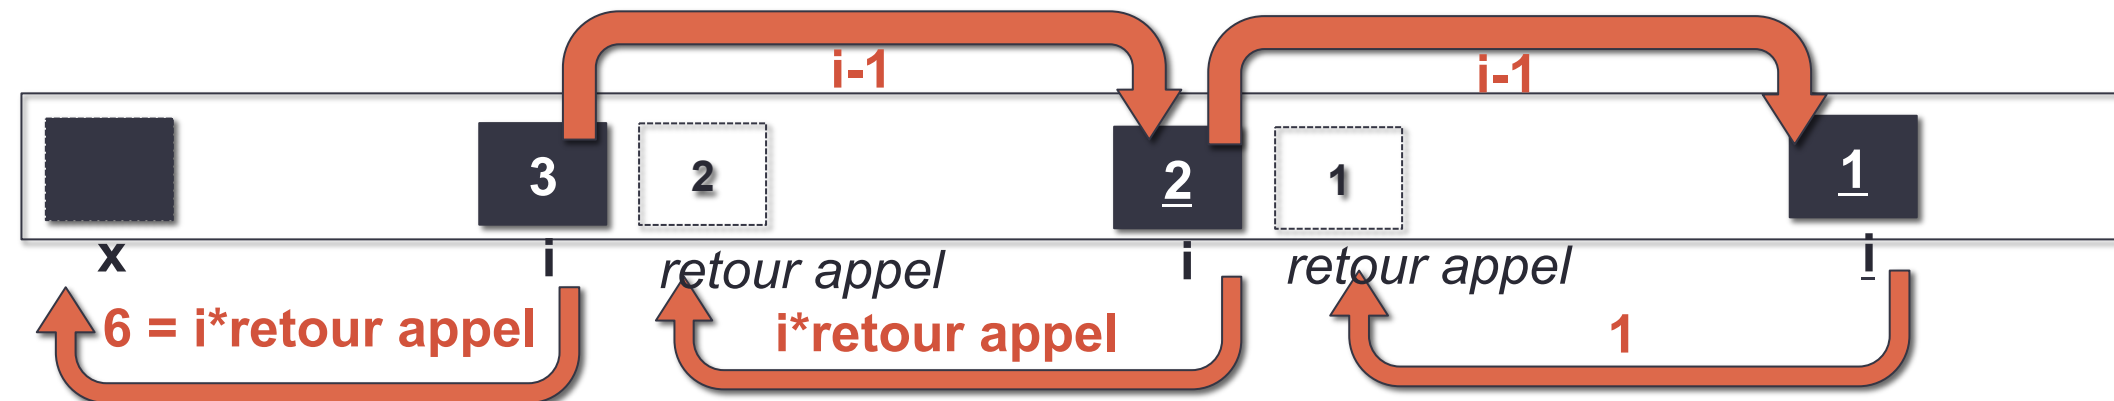 i-1
i-1
3
2
2
1
1
x
i
retour appel
i
retour appel
i
6 = i*retour appel
i*retour appel
1